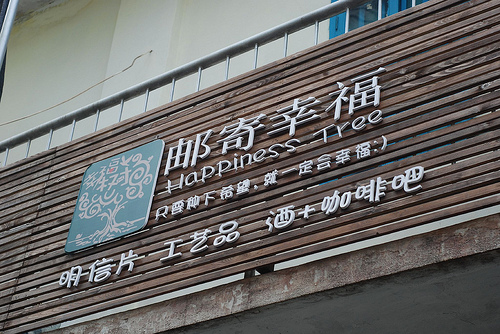 邮寄幸福
Happiness Tree
只要种下希望，就一定会幸福:)
明信片 工艺品 酒+咖啡吧